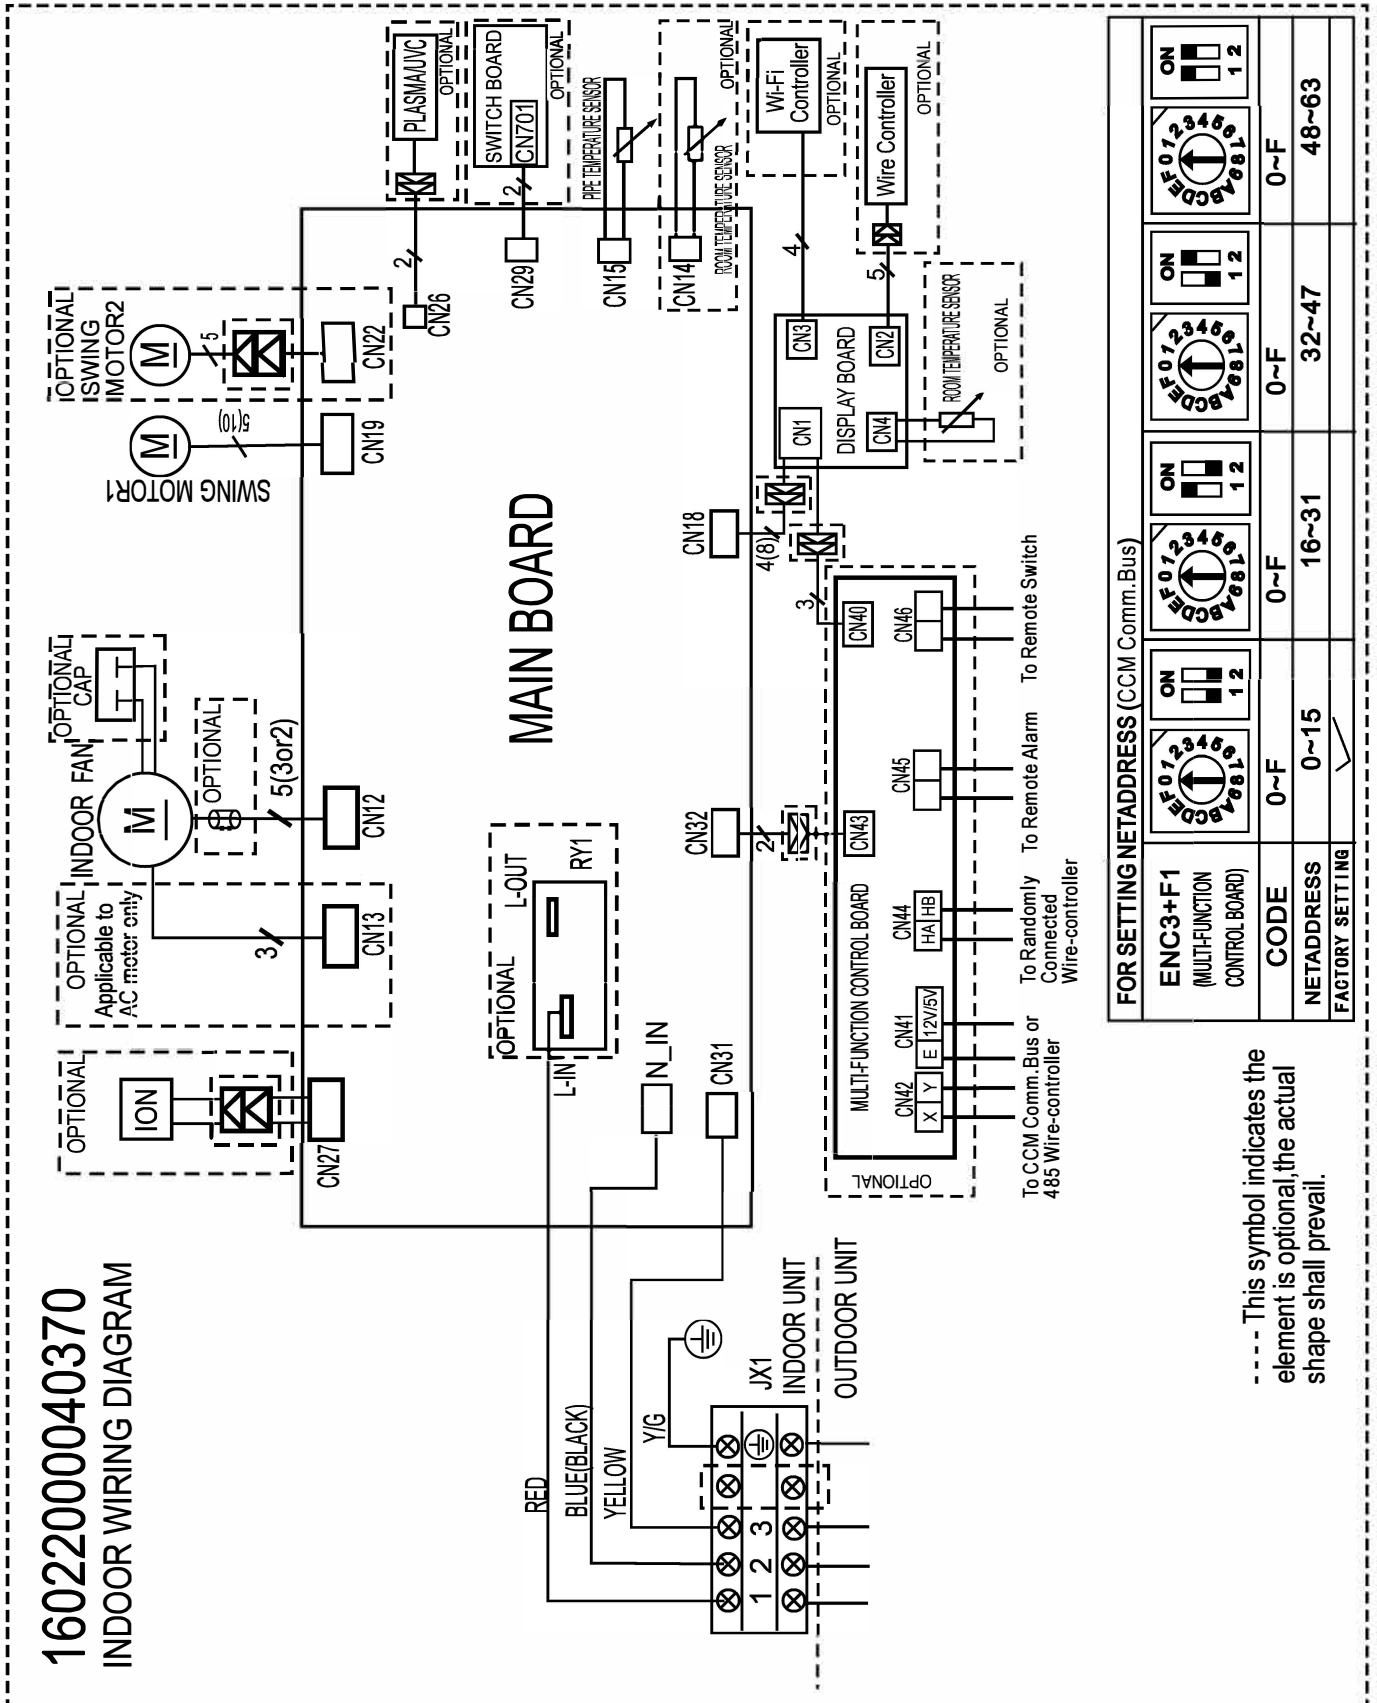 16022000040370
INDOOR WIRING DIAGRAM
OPTIONAL
ION
CN27
OPTIONAL
Applicable to
AC motor only
3
CN13
INDOOR FAN
M
OPTIONAL
CAP
OPTIONAL
5(3or2)
CN12
SWING MOTOR1
M
5(10)
CN19
OPTIONAL
SWING
MOTOR2
M
5
CN22
PLASMA/UVC
OPTIONAL
2
CN26
SWITCH BOARD
CN701
OPTIONAL
2
CN29
PIPE TEMPERATURE SENSOR
CN15
OPTIONAL
ROOM TEMPERATURE SENSOR
CN14
Wi-Fi
Controller
OPTIONAL
4
Wire Controller
OPTIONAL
5
CN3
CN2
DISPLAY BOARD
CN1
CN4
ROOM TEMPERATURE SENSOR
OPTIONAL
MAIN BOARD
OPTIONAL
L-OUT
RY1
L-IN
N_IN
CN31
CN32
2
CN18
4(8)
3
MULTI-FUNCTION CONTROL BOARD
OPTIONAL
CN43
CN40
CN42
X Y
CN41
E 12V/5V
CN44
HA HB
CN45
CN46
To CCM Comm.Bus or
485 Wire-controller
To Randomly
Connected
Wire-controller
To Remote Alarm
To Remote Switch
RED
BLUE(BLACK)
YELLOW
Y/G
JX1
INDOOR UNIT
OUTDOOR UNIT
1 2 3
FOR SETTING NETADDRESS (CCM Comm.Bus)
ENC3+F1
(MULTI-FUNCTION
CONTROL BOARD)
0123456789ABCDEF
ON
1 2
0123456789ABCDEF
ON
1 2
0123456789ABCDEF
ON
1 2
0123456789ABCDEF
ON
1 2
CODE 0~F 0~F 0~F 0~F
NETADDRESS 0~15 16~31 32~47 48~63
FACTORY SETTING
---- This symbol indicates the
element is optional,the actual
shape shall prevail.